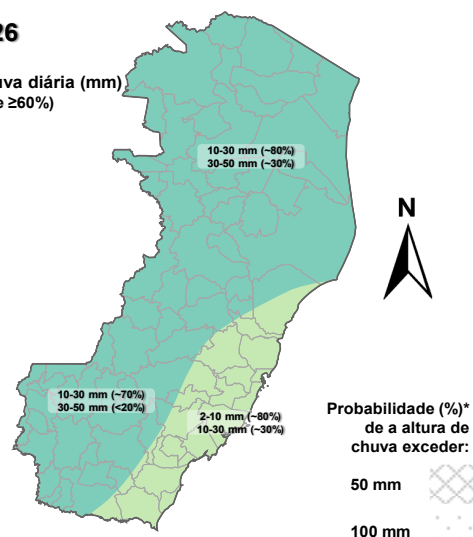 26
uva diária (mm)
e ≥60%)
10-30 mm (~80%)
30-50 mm (~30%)
N
10-30 mm (~70%)
30-50 mm (<20%)
2-10 mm (~80%)
10-30 mm (~30%)
Probabilidade (%)*
de a altura de
chuva exceder:
50 mm
100 mm